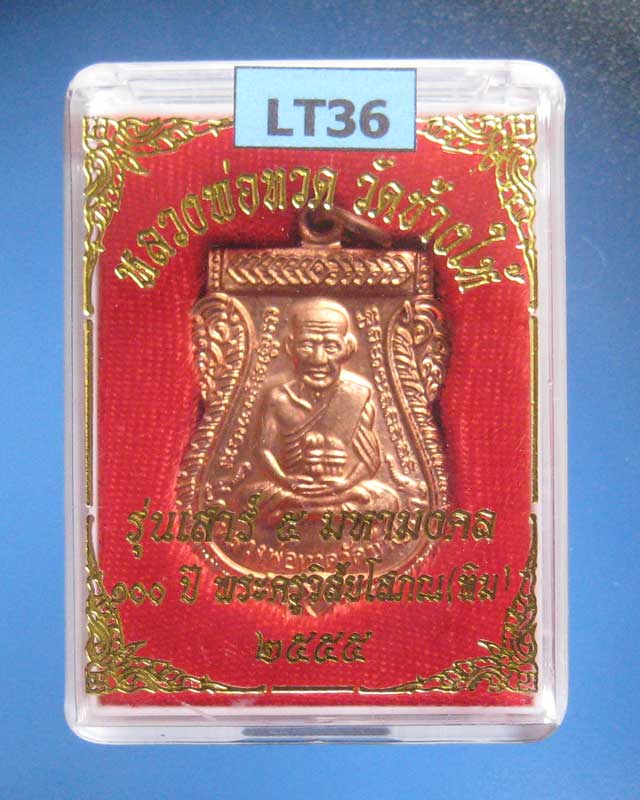 LT36
หลวงพ่อทวด วัดช้างให้
รุ่นเสาร์ ๕ มหามงคล
๑๐๐ ปี พระครูวิสัยโสภณ(ทิม)
๒๕๕๕